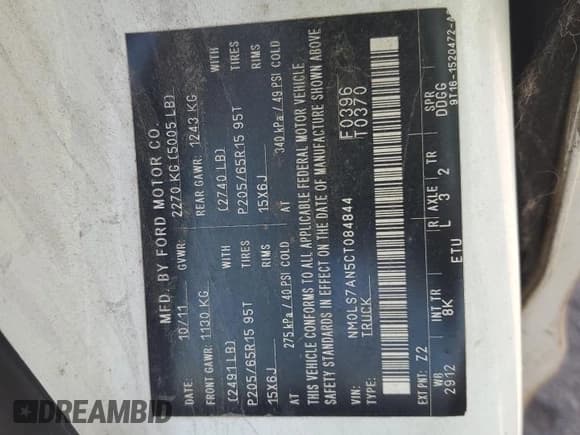 MFD. BY FORD MOTOR CO.
DATE: 10/11 GVWR: 2270 KG (5005 LB)
FRONT GAWR: 1130 KG REAR GAWR: 1243 KG
(2491 LB) WITH (2740 LB) WITH
P205/65R15 95T TIRES P205/65R15 95T TIRES
15X6J RIMS 15X6J RIMS
AT 275 kPa / 40 PSI COLD AT 340 kPa / 49 PSI COLD
THIS VEHICLE CONFORMS TO ALL APPLICABLE FEDERAL MOTOR VEHICLE
SAFETY STANDARDS IN EFFECT ON THE DATE OF MANUFACTURE SHOWN ABOVE
VIN: NM0LS7AN5CT084844 F0396
TYPE: TRUCK T0370
EXT PNT: Z2
WB INT TR R AXLE TR SPR
2912 8K L 3 2 DDGG
ETU 9T16-1520472-A
DREAMBID